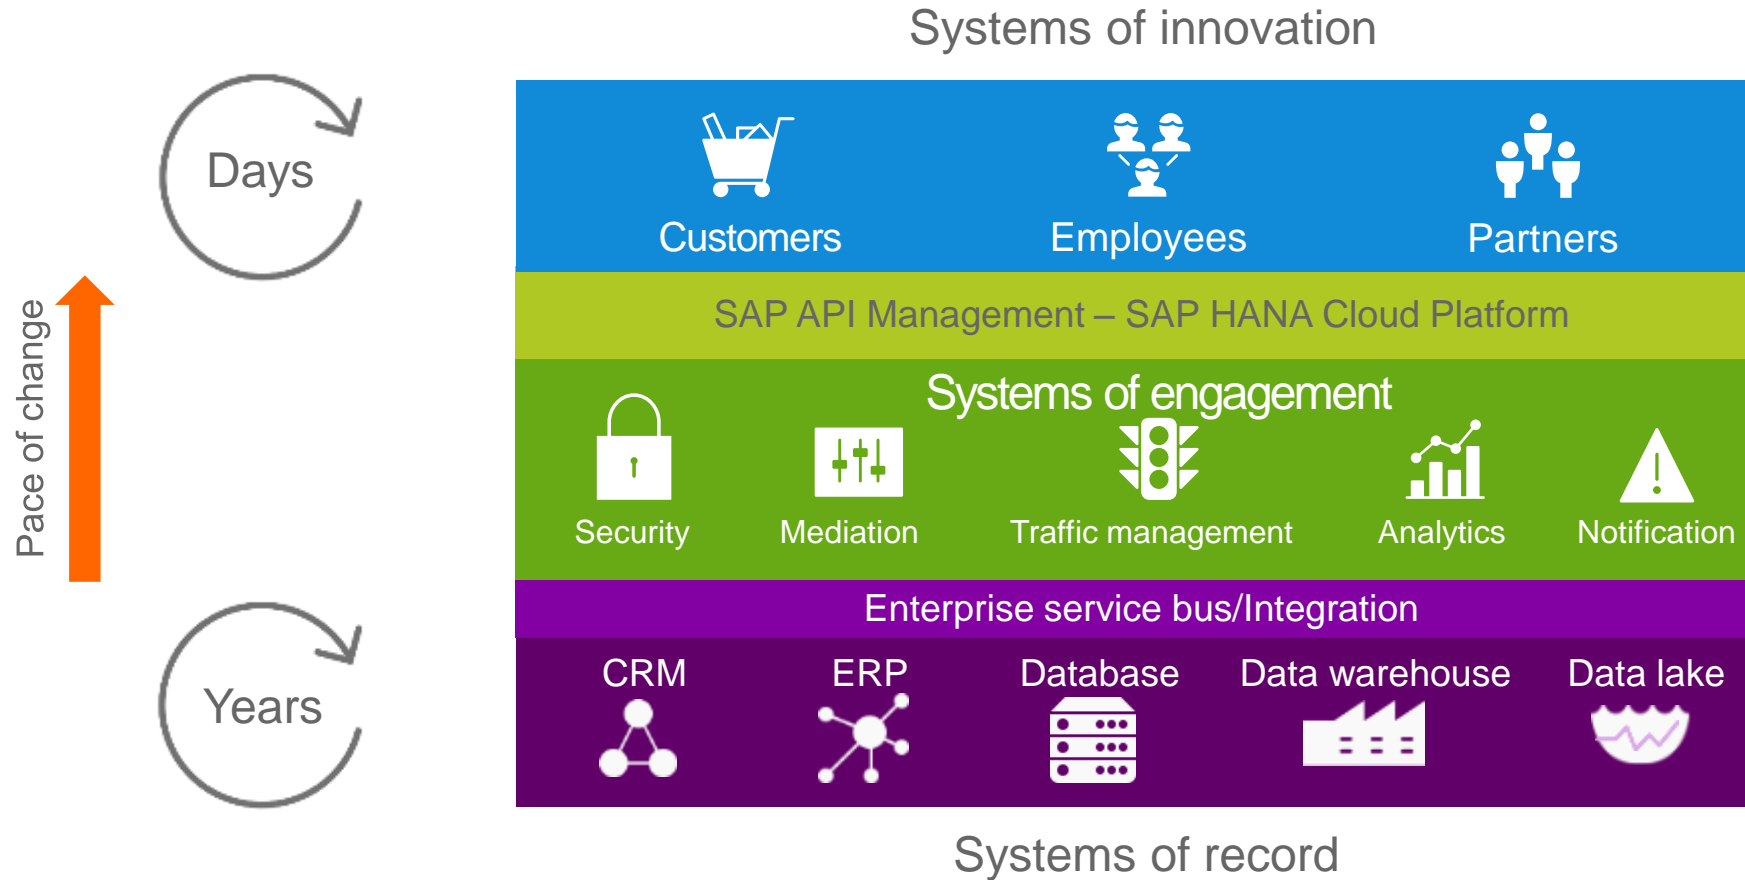 Systems of innovation
Days
Customers
Employees
Partners
SAP API Management – SAP HANA Cloud Platform
Pace of change
Systems of engagement
Security
Mediation
Traffic management
Analytics
Notification
Enterprise service bus/Integration
Years
CRM
ERP
Database
Data warehouse
Data lake
Systems of record